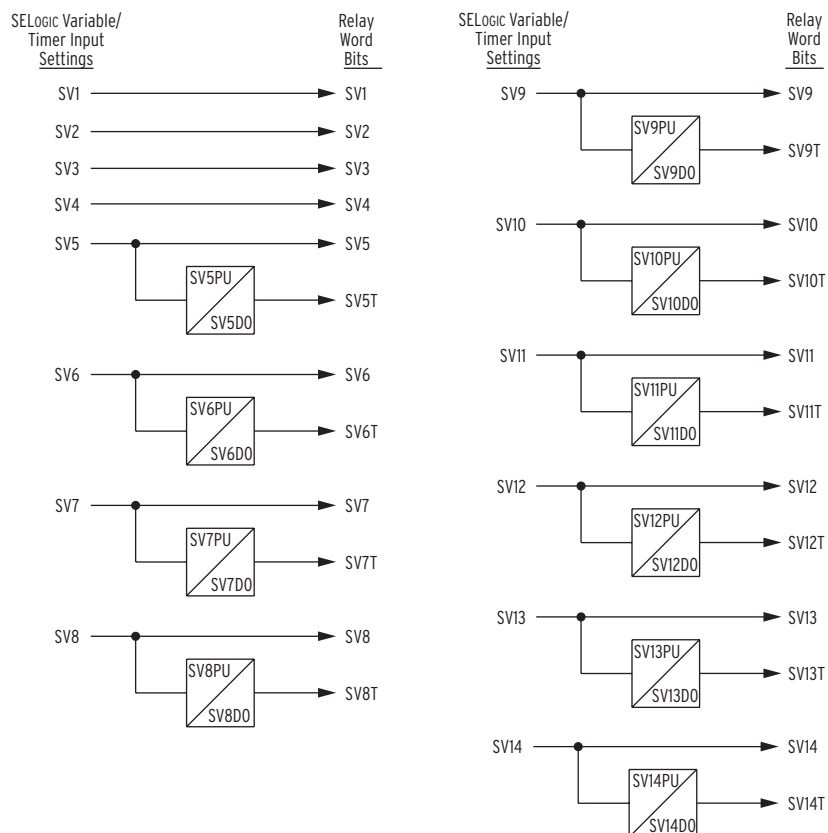 SELOGIC Variable/
Timer Input
Settings
Relay
Word
Bits
SV1
SV1
SV2
SV2
SV3
SV3
SV4
SV4
SV5
SV5
SV5PU
SV5DO
SV5T
SV6
SV6
SV6PU
SV6DO
SV6T
SV7
SV7
SV7PU
SV7DO
SV7T
SV8
SV8
SV8PU
SV8DO
SV8T
SELOGIC Variable/
Timer Input
Settings
Relay
Word
Bits
SV9
SV9
SV9PU
SV9DO
SV9T
SV10
SV10
SV10PU
SV10DO
SV10T
SV11
SV11
SV11PU
SV11DO
SV11T
SV12
SV12
SV12PU
SV12DO
SV12T
SV13
SV13
SV13PU
SV13DO
SV13T
SV14
SV14
SV14PU
SV14DO
SV14T